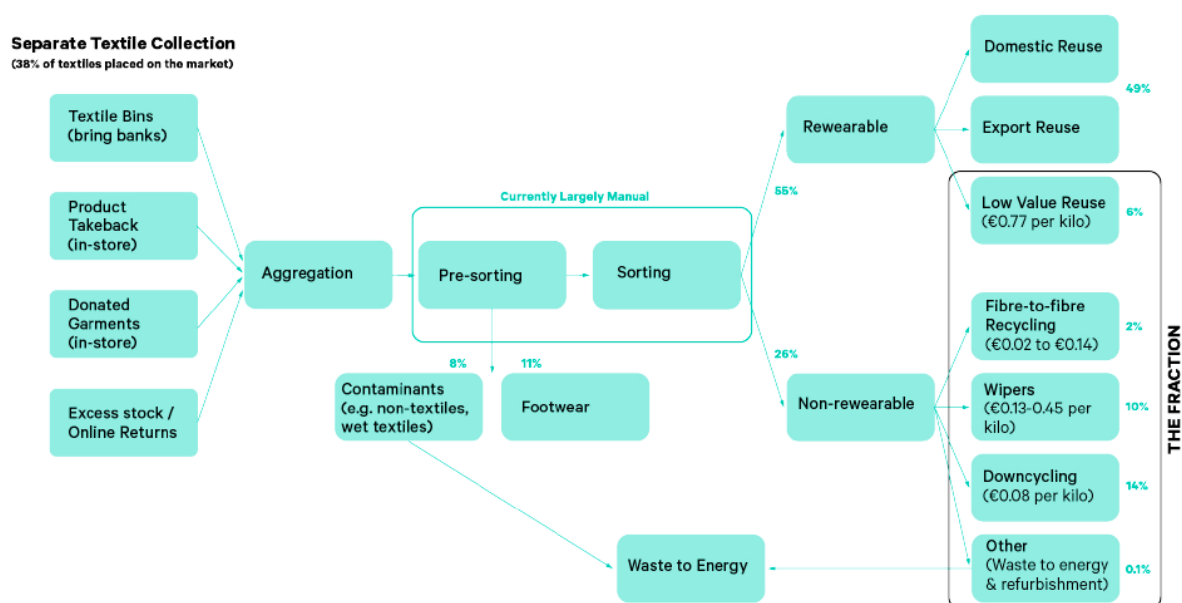 Separate Textile Collection
(38% of textiles placed on the market)
Textile Bins
(bring banks)
Product
Takeback
(in-store)
Donated
Garments
(in-store)
Excess stock /
Online Returns
Aggregation
Currently Largely Manual
Pre-sorting
Sorting
8%
11%
Contaminants
(e.g. non-textiles,
wet textiles)
Footwear
Waste to Energy
55%
26%
Rewearable
Non-rewearable
Domestic Reuse
49%
Export Reuse
Low Value Reuse
(€0.77 per kilo)
6%
Fibre-to-fibre
Recycling
(€0.02 to €0.14)
2%
Wipers
(€0.13-0.45 per
kilo)
10%
Downcycling
(€0.08 per kilo)
14%
Other
(Waste to energy
& refurbishment)
0.1%
THE FRACTION